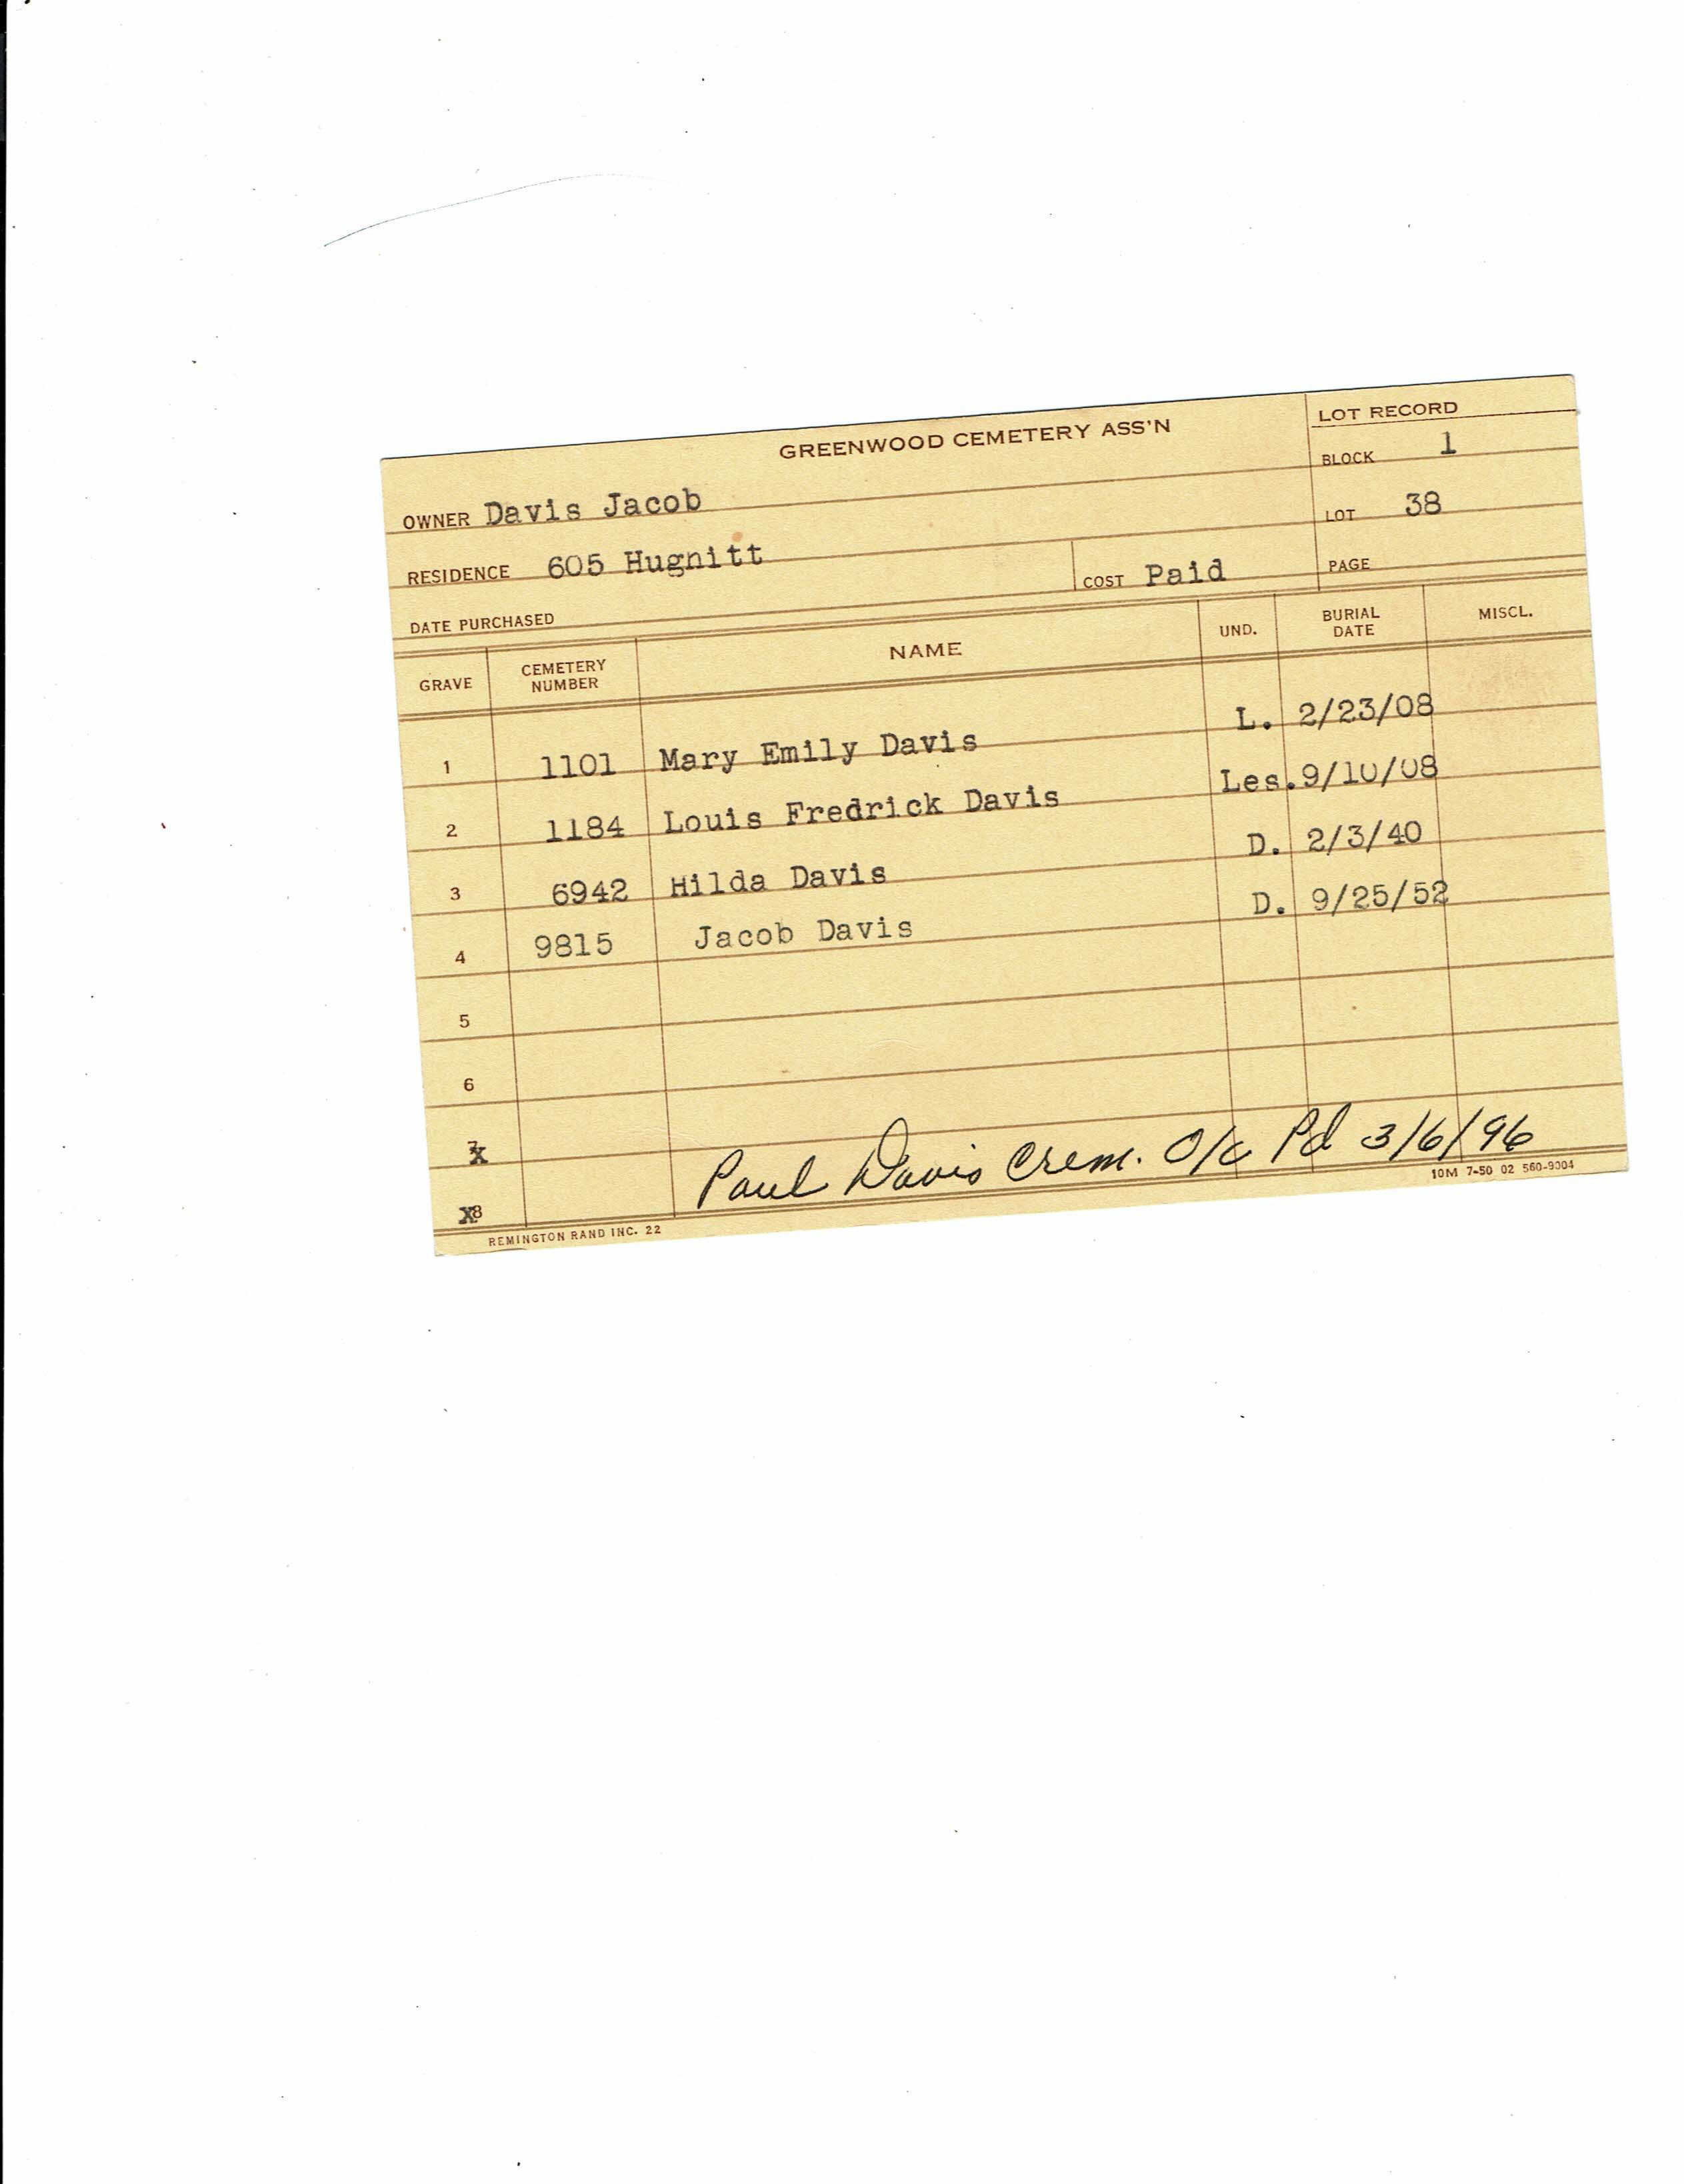 GREENWOOD CEMETERY ASS'N
LOT RECORD
BLOCK 1
OWNER Davis Jacob
LOT 38
RESIDENCE 605 Hugnitt
COST Paid
PAGE
DATE PURCHASED
GRAVE CEMETERY NUMBER NAME UND. BURIAL DATE MISCL.
1 1101 Mary Emily Davis L. 2/23/08
2 1184 Louis Fredrick Davis Les. 9/10/08
3 6942 Hilda Davis D. 2/3/40
4 9815 Jacob Davis D. 9/25/52
5
6
7
X8 Paul Davis Crem. O/C Pd 3/6/96
REMINGTON RAND INC. 22
10M 7-50 02 560-9304